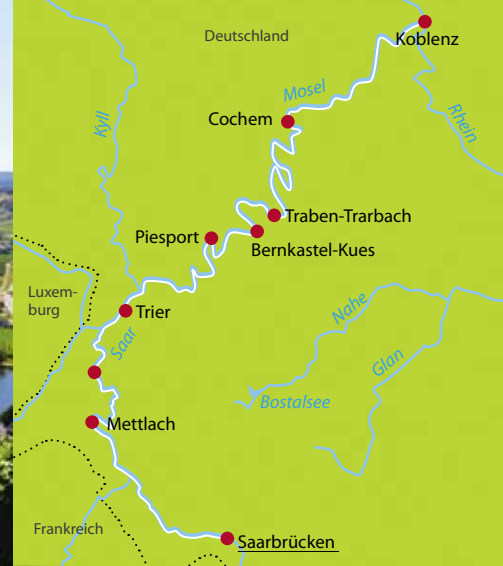 Deutschland
Koblenz
Mosel
Cochem
Kyll
Rhein
Traben-Trarbach
Piesport
Bernkastel-Kues
Luxem-
burg
Trier
Nahe
Saar
Glan
Bostalsee
Mettlach
Frankreich
Saarbrücken